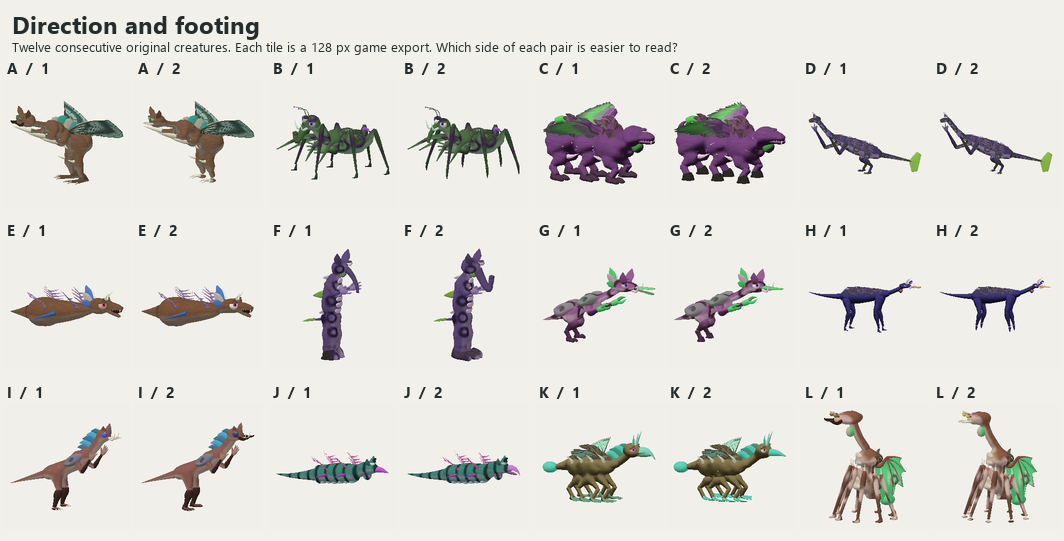 Direction and footing
Twelve consecutive original creatures. Each tile is a 128 px game export. Which side of each pair is easier to read?
A / 1 A / 2 B / 1 B / 2 C / 1 C / 2 D / 1 D / 2
E / 1 E / 2 F / 1 F / 2 G / 1 G / 2 H / 1 H / 2
I / 1 I / 2 J / 1 J / 2 K / 1 K / 2 L / 1 L / 2